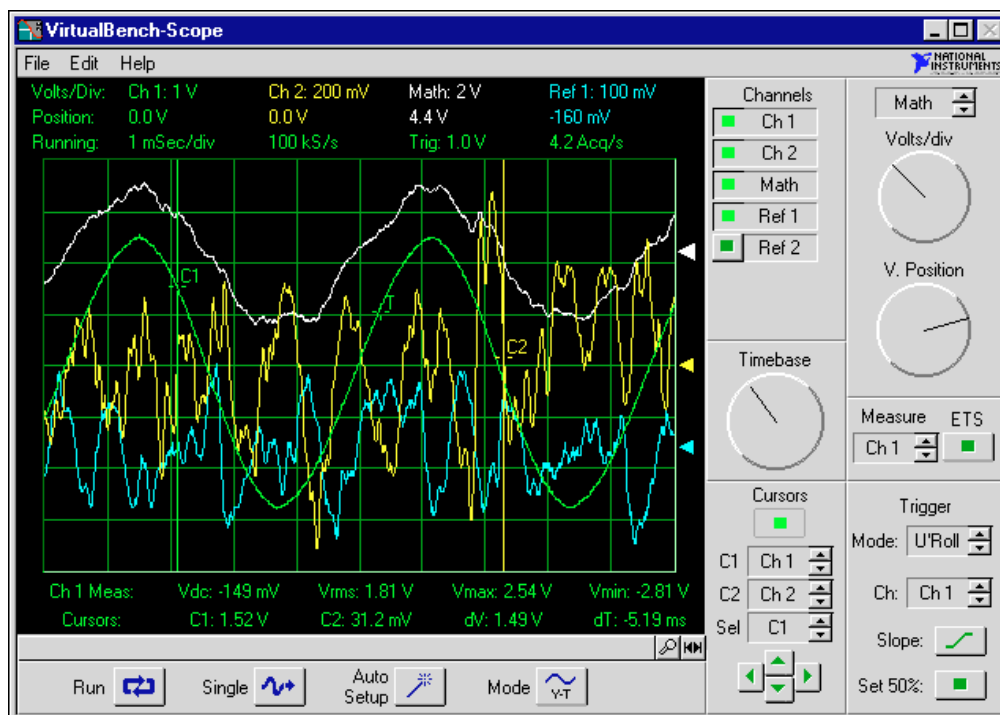 VirtualBench-Scope
File Edit Help
NATIONAL INSTRUMENTS
Volts/Div: Ch 1: 1 V Ch 2: 200 mV Math: 2 V Ref 1: 100 mV
Position: 0.0 V 0.0 V 4.4 V -160 mV
Running: 1 mSec/div 100 kS/s Trig: 1.0 V 4.2 Acq/s
C1
T
C2
Ch 1 Meas: Vdc: -149 mV Vrms: 1.81 V Vmax: 2.54 V Vmin: -2.81 V
Cursors: C1: 1.52 V C2: 31.2 mV dV: 1.49 V dT: -5.19 ms
Run
Single
Auto Setup
Mode
Y-T
Channels
Ch 1
Ch 2
Math
Ref 1
Ref 2
Math
Volts/div
V. Position
Timebase
Measure ETS
Ch 1
Cursors
C1 Ch 1
C2 Ch 2
Sel C1
Trigger
Mode: U'Roll
Ch: Ch 1
Slope:
Set 50%: